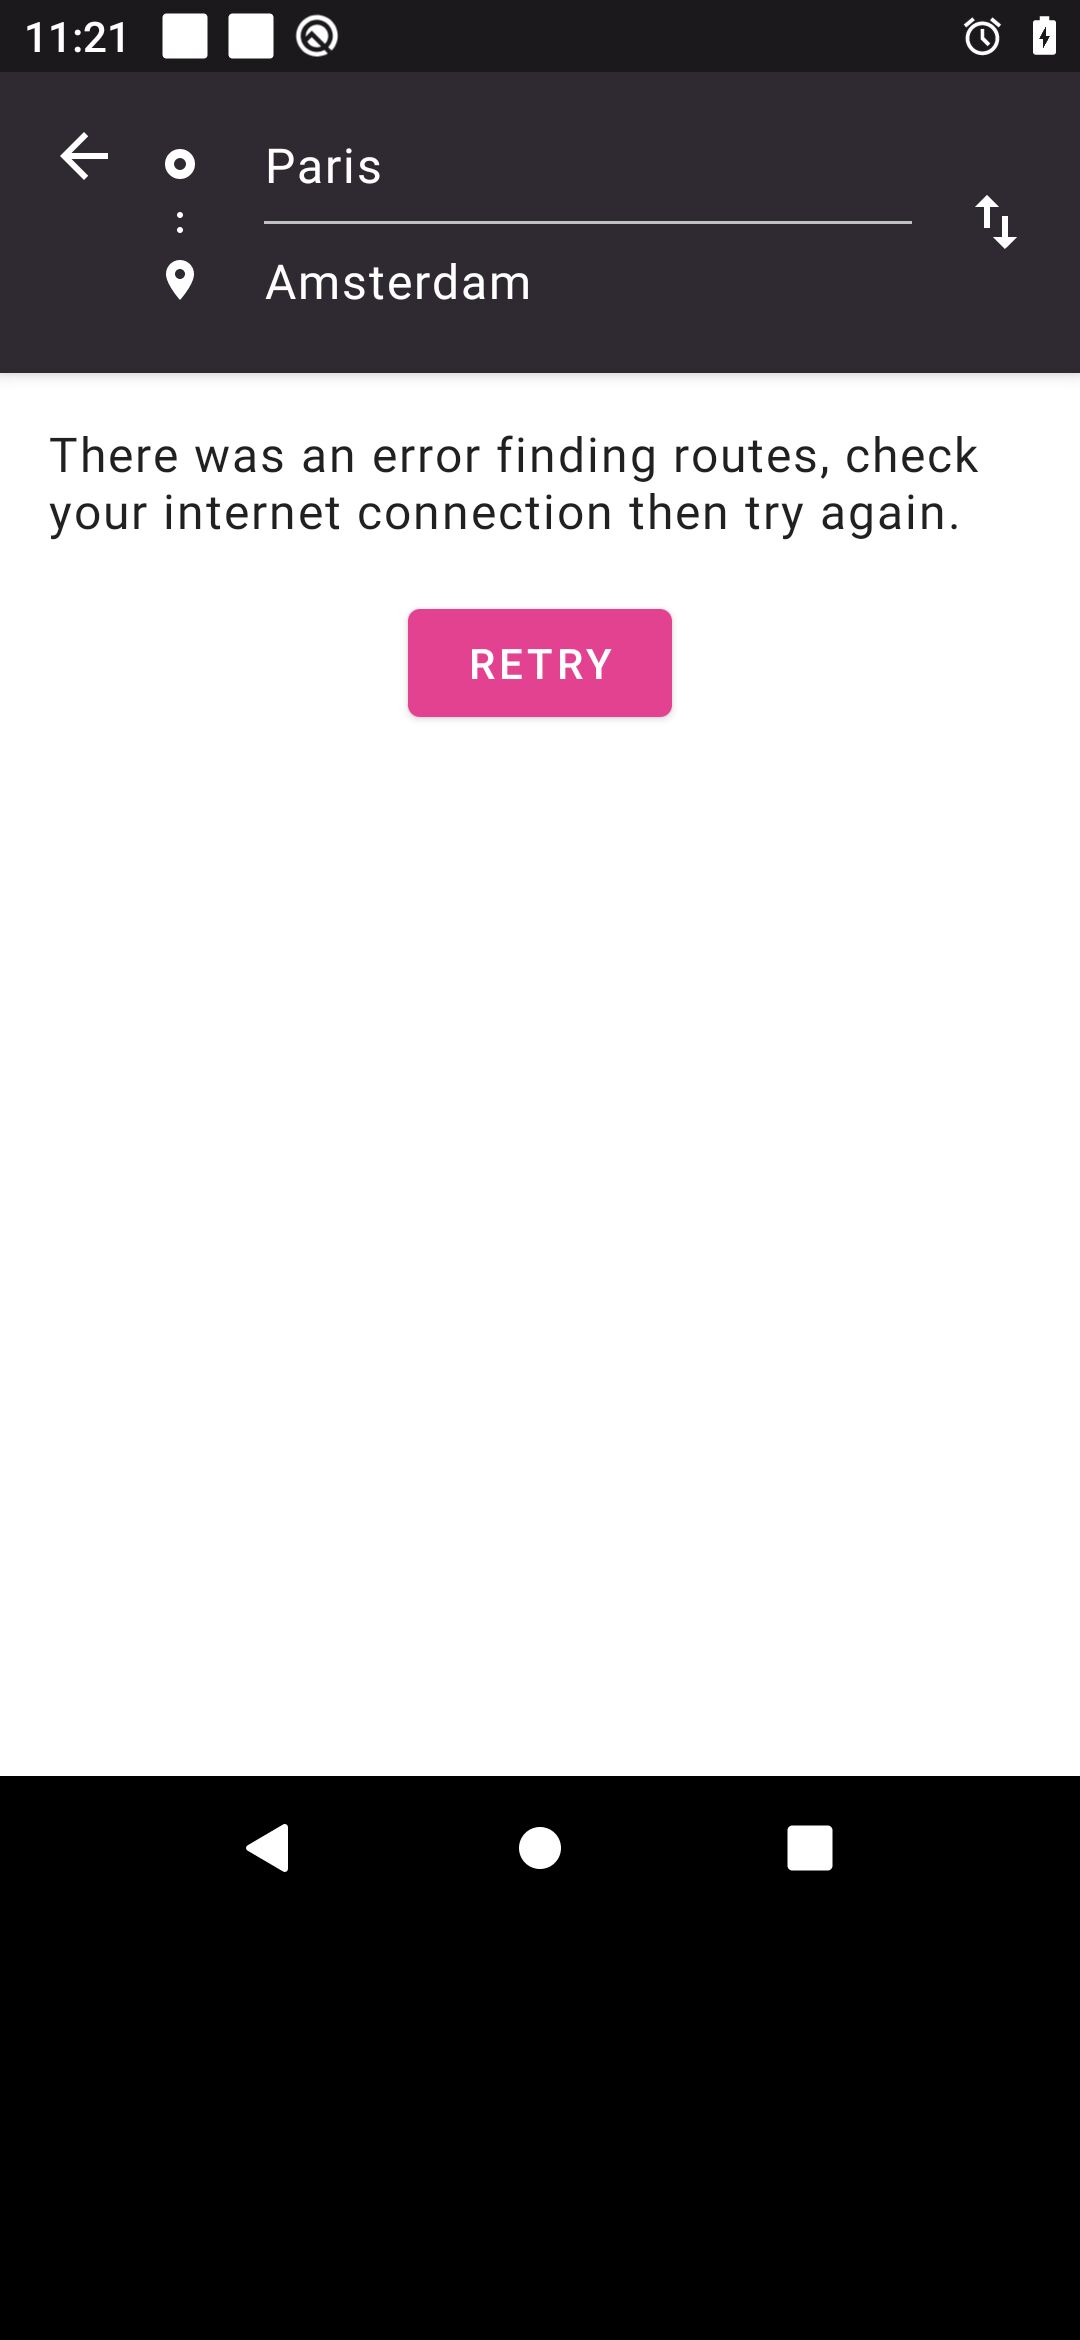 11:21
Paris
Amsterdam
There was an error finding routes, check
your internet connection then try again.
RETRY